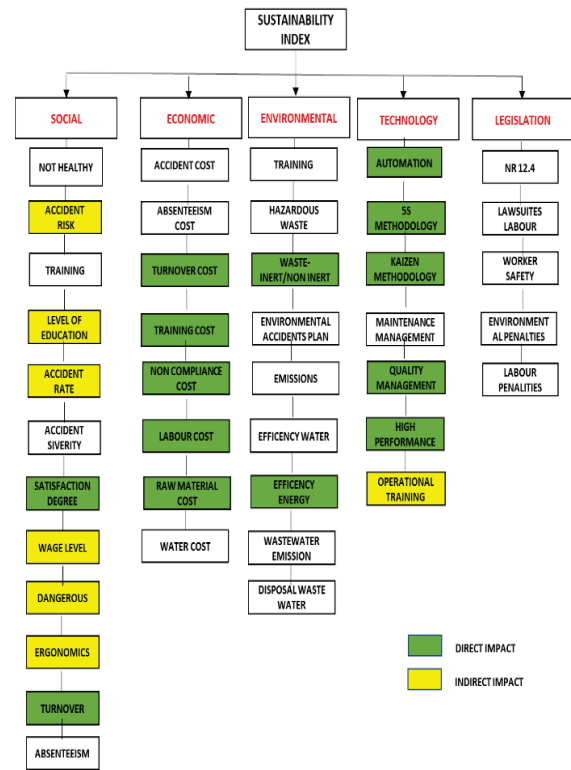 SUSTAINABILITY
INDEX
SOCIAL
NOT HEALTHY
ACCIDENT
RISK
TRAINING
LEVEL OF
EDUCATION
ACCIDENT
RATE
ACCIDENT
SIVERITY
SATISFACTION
DEGREE
WAGE LEVEL
DANGEROUS
ERGONOMICS
TURNOVER
ABSENTEEISM
ECONOMIC
ACCIDENT COST
ABSENTEEISM
COST
TURNOVER COST
TRAINING COST
NON COMPLIANCE
COST
LABOUR COST
RAW MATERIAL
COST
WATER COST
ENVIRONMENTAL
TRAINING
HAZARDOUS
WASTE
WASTE-
INERT/NON INERT
ENVIRONMENTAL
ACCIDENTS PLAN
EMISSIONS
EFFICENCY WATER
EFFICENCY
ENERGY
WASTEWATER
EMISSION
DISPOSAL WASTE
WATER
TECHNOLOGY
AUTOMATION
5S
METHODOLOGY
KAIZEN
METHODOLOGY
MAINTENANCE
MANAGEMENT
QUALITY
MANAGEMENT
HIGH
PERFORMANCE
OPERATIONAL
TRAINING
LEGISLATION
NR 12.4
LAWSUITES
LABOUR
WORKER
SAFETY
ENVIRONMENT
AL PENALTIES
LABOUR
PENALITIES
DIRECT IMPACT
INDIRECT IMPACT